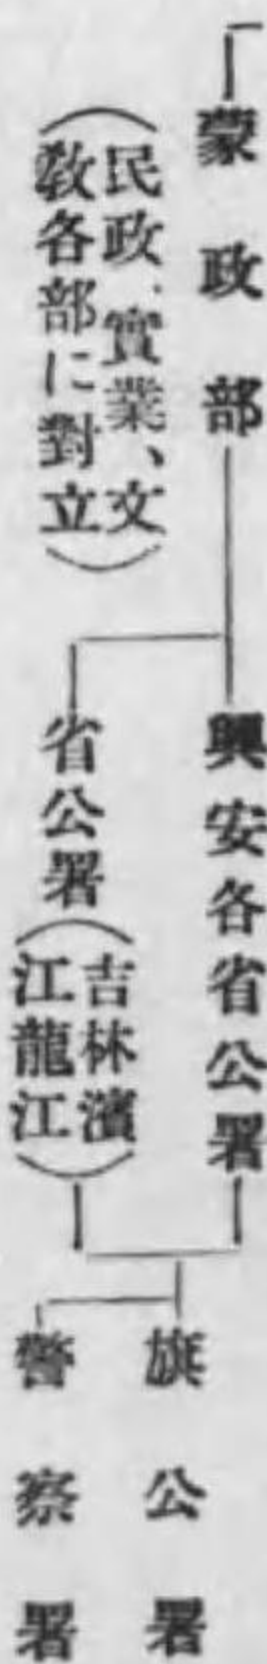 蒙政部
(民政、實業、文
教各部に對立)
興安各省公署
省公署(吉林濱
江龍江)
旗公署
警察署